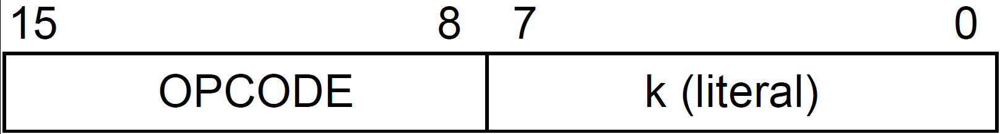 15 8 7 0
OPCODE k (literal)